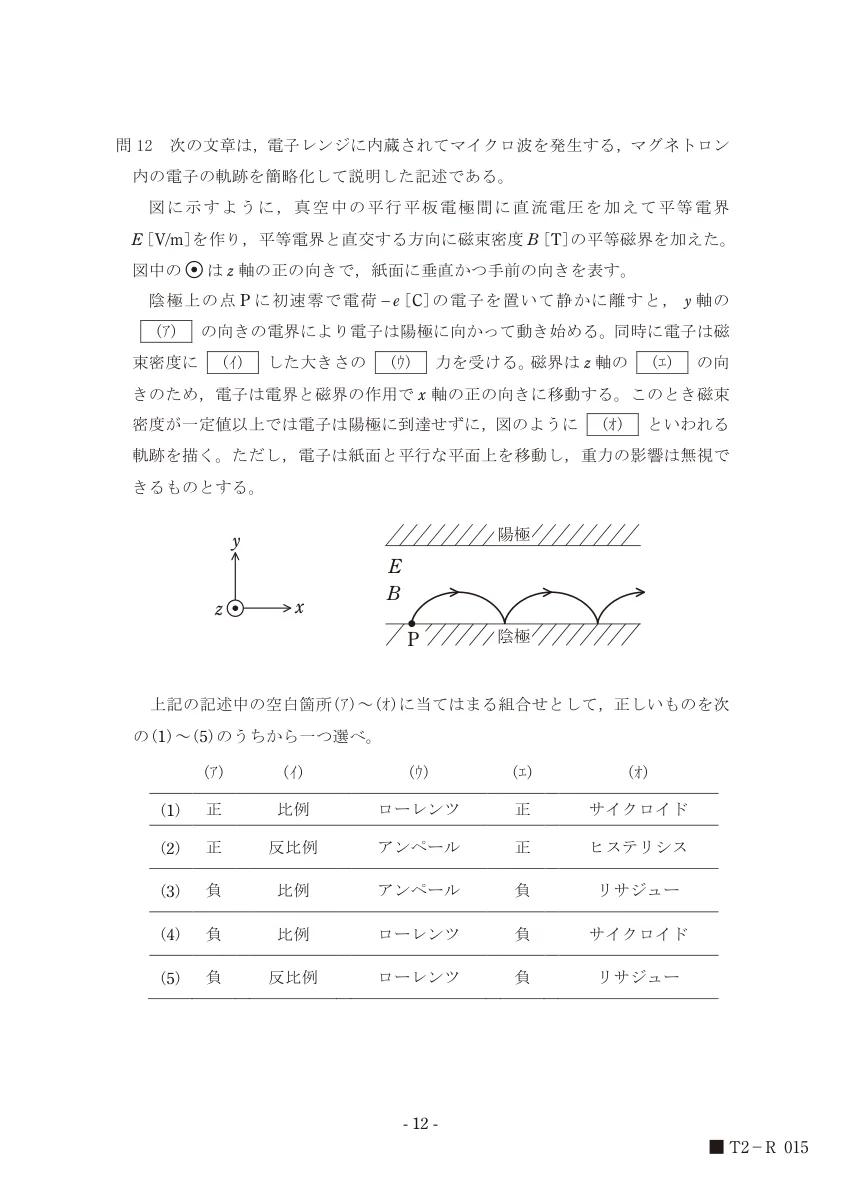 問 12　次の文章は，電子レンジに内蔵されてマイクロ波を発生する，マグネトロン
内の電子の軌跡を簡略化して説明した記述である。
図に示すように，真空中の平行平板電極間に直流電圧を加えて平等電界
E [V/m]を作り，平等電界と直交する方向に磁束密度 B [T]の平等磁界を加えた。
図中の ⊙ は z 軸の正の向きで，紙面に垂直かつ手前の向きを表す。
陰極上の点 P に初速零で電荷 −e [C]の電子を置いて静かに離すと，y 軸の
(ア) の向きの電界により電子は陽極に向かって動き始める。同時に電子は磁
束密度に (イ) した大きさの (ウ) 力を受ける。磁界は z 軸の (エ) の向
きのため，電子は電界と磁界の作用で x 軸の正の向きに移動する。このとき磁束
密度が一定値以上では電子は陽極に到達せずに，図のように (オ) といわれる
軌跡を描く。ただし，電子は紙面と平行な平面上を移動し，重力の影響は無視で
きるものとする。
陽極
y
E
B
z x
P 陰極
上記の記述中の空白箇所(ア)～(オ)に当てはまる組合せとして，正しいものを次
の(1)～(5)のうちから一つ選べ。
(ア) (イ) (ウ) (エ) (オ)
(1) 正 比例 ローレンツ 正 サイクロイド
(2) 正 反比例 アンペール 正 ヒステリシス
(3) 負 比例 アンペール 負 リサジュー
(4) 負 比例 ローレンツ 負 サイクロイド
(5) 負 反比例 ローレンツ 負 リサジュー
- 12 -
■ T2−R 015